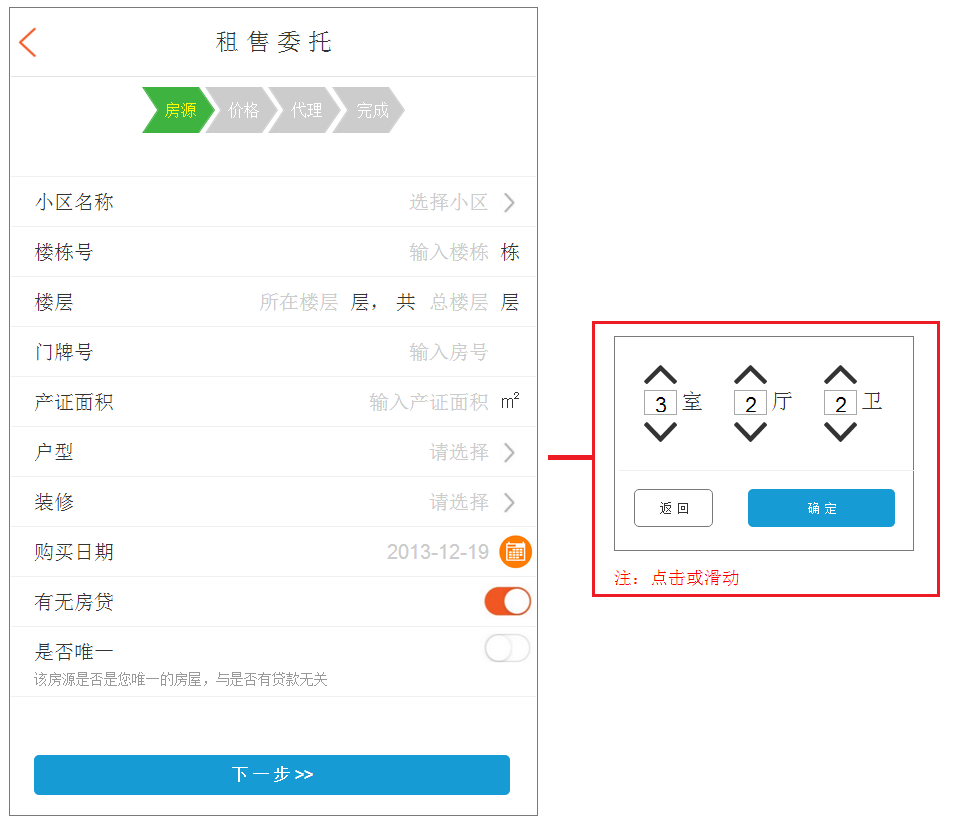 租售委托
房源 价格 代理 完成
小区名称 选择小区
楼栋号 输入楼栋 栋
楼层 所在楼层 层， 共 总楼层 层
门牌号 输入房号
产证面积 输入产证面积 m²
户型 请选择
装修 请选择
购买日期 2013-12-19
有无房贷
是否唯一
该房源是否是您唯一的房屋，与是否有贷款无关
下一步>>
3 室 2 厅 2 卫
返回 确定
注：点击或滑动